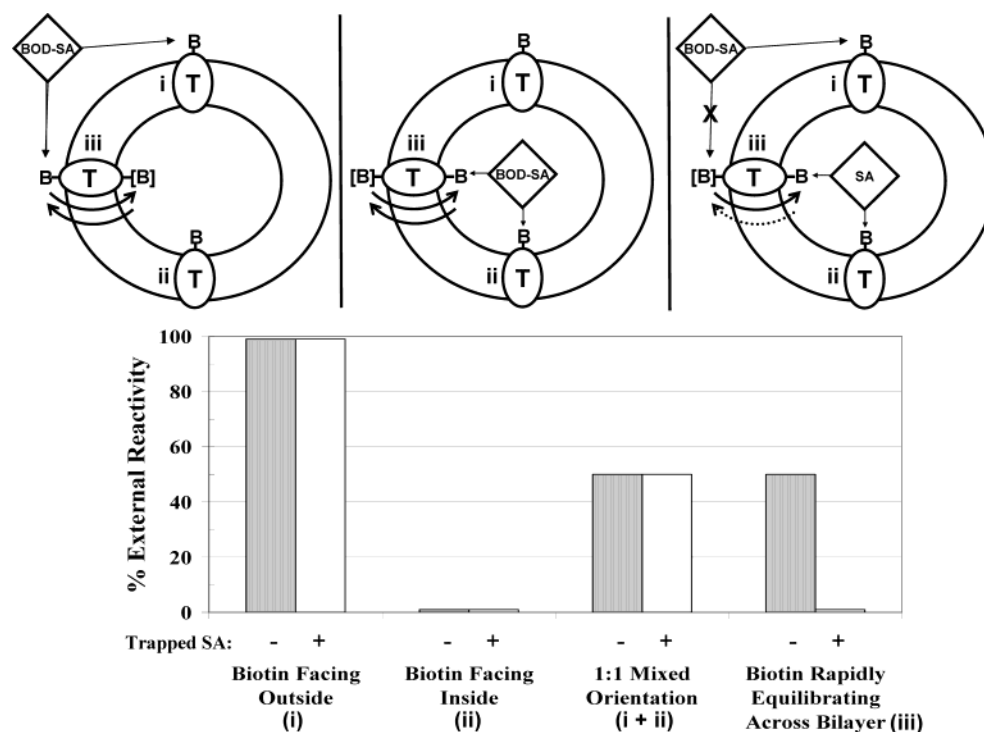 BOD-SA
B
i
T
iii
B
T
[B]
B
ii
T
B
i
T
iii
[B]
T
B
BOD-SA
B
ii
T
BOD-SA
B
i
T
X
iii
[B]
T
B
SA
B
ii
T
% External Reactivity
100
80
60
40
20
0
Trapped SA: - + - + - + - +
Biotin Facing Outside (i)
Biotin Facing Inside (ii)
1:1 Mixed Orientation (i + ii)
Biotin Rapidly Equilibrating Across Bilayer (iii)